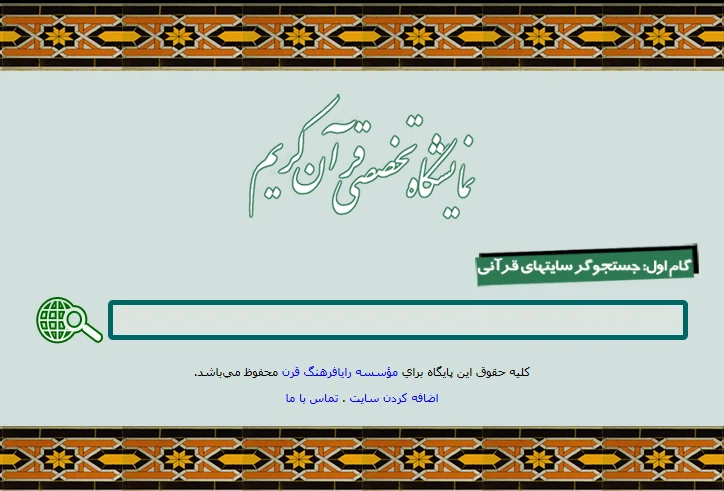 نمایشگاه تخصصی قرآن کریم
گام اول: جستجوگر سایتهای قرآنی
کلیه حقوق این پایگاه برای مؤسسه رایافرهنگ قرن محفوظ می‌باشد.
اضافه کردن سایت . تماس با ما